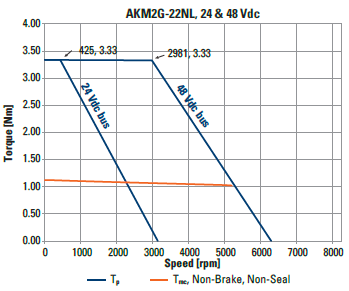 AKM2G-22NL, 24 & 48 Vdc
4.00
3.50
3.00
2.50
2.00
1.50
1.00
0.50
0.00
Torque [Nm]
425, 3.33
2981, 3.33
24 Vdc bus
48 Vdc bus
0 1000 2000 3000 4000 5000 6000 7000 8000
Speed [rpm]
Tp Tmc, Non-Brake, Non-Seal